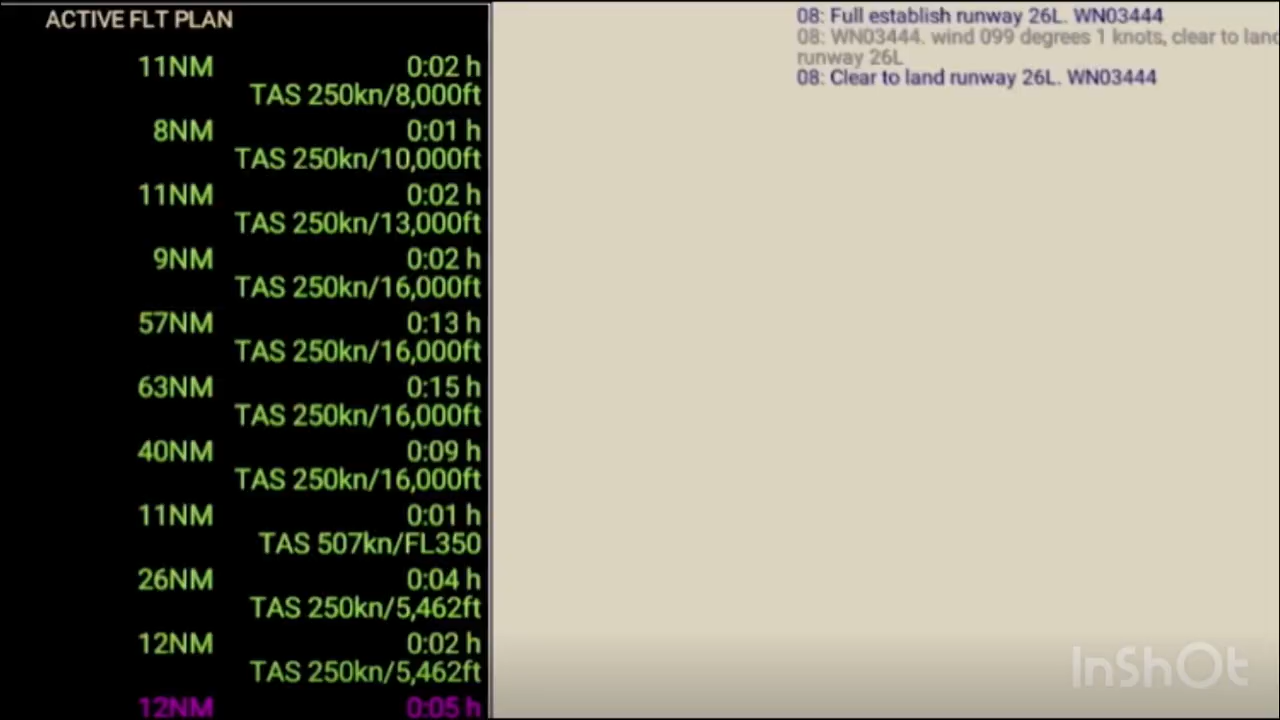 ACTIVE FLT PLAN
11NM 0:02 h
TAS 250kn/8,000ft
8NM 0:01 h
TAS 250kn/10,000ft
11NM 0:02 h
TAS 250kn/13,000ft
9NM 0:02 h
TAS 250kn/16,000ft
57NM 0:13 h
TAS 250kn/16,000ft
63NM 0:15 h
TAS 250kn/16,000ft
40NM 0:09 h
TAS 250kn/16,000ft
11NM 0:01 h
TAS 507kn/FL350
26NM 0:04 h
TAS 250kn/5,462ft
12NM 0:02 h
TAS 250kn/5,462ft
12NM 0:05 h
08: Full establish runway 26L. WN03444
08: WN03444. wind 099 degrees 1 knots, clear to land
runway 26L
08: Clear to land runway 26L. WN03444
InShOt